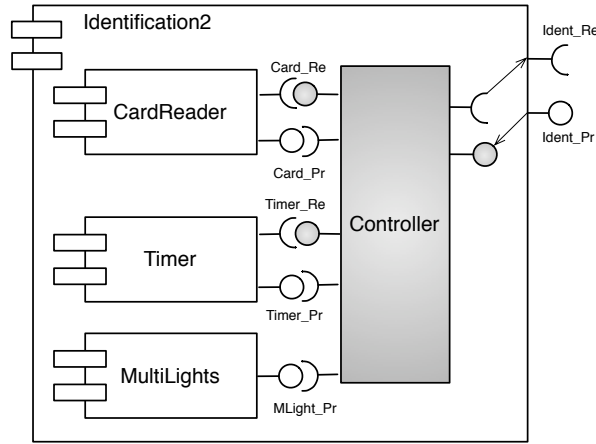 Identification2
Ident_Re
Card_Re
CardReader
Ident_Pr
Card_Pr
Timer_Re
Controller
Timer
Timer_Pr
MultiLights
MLight_Pr